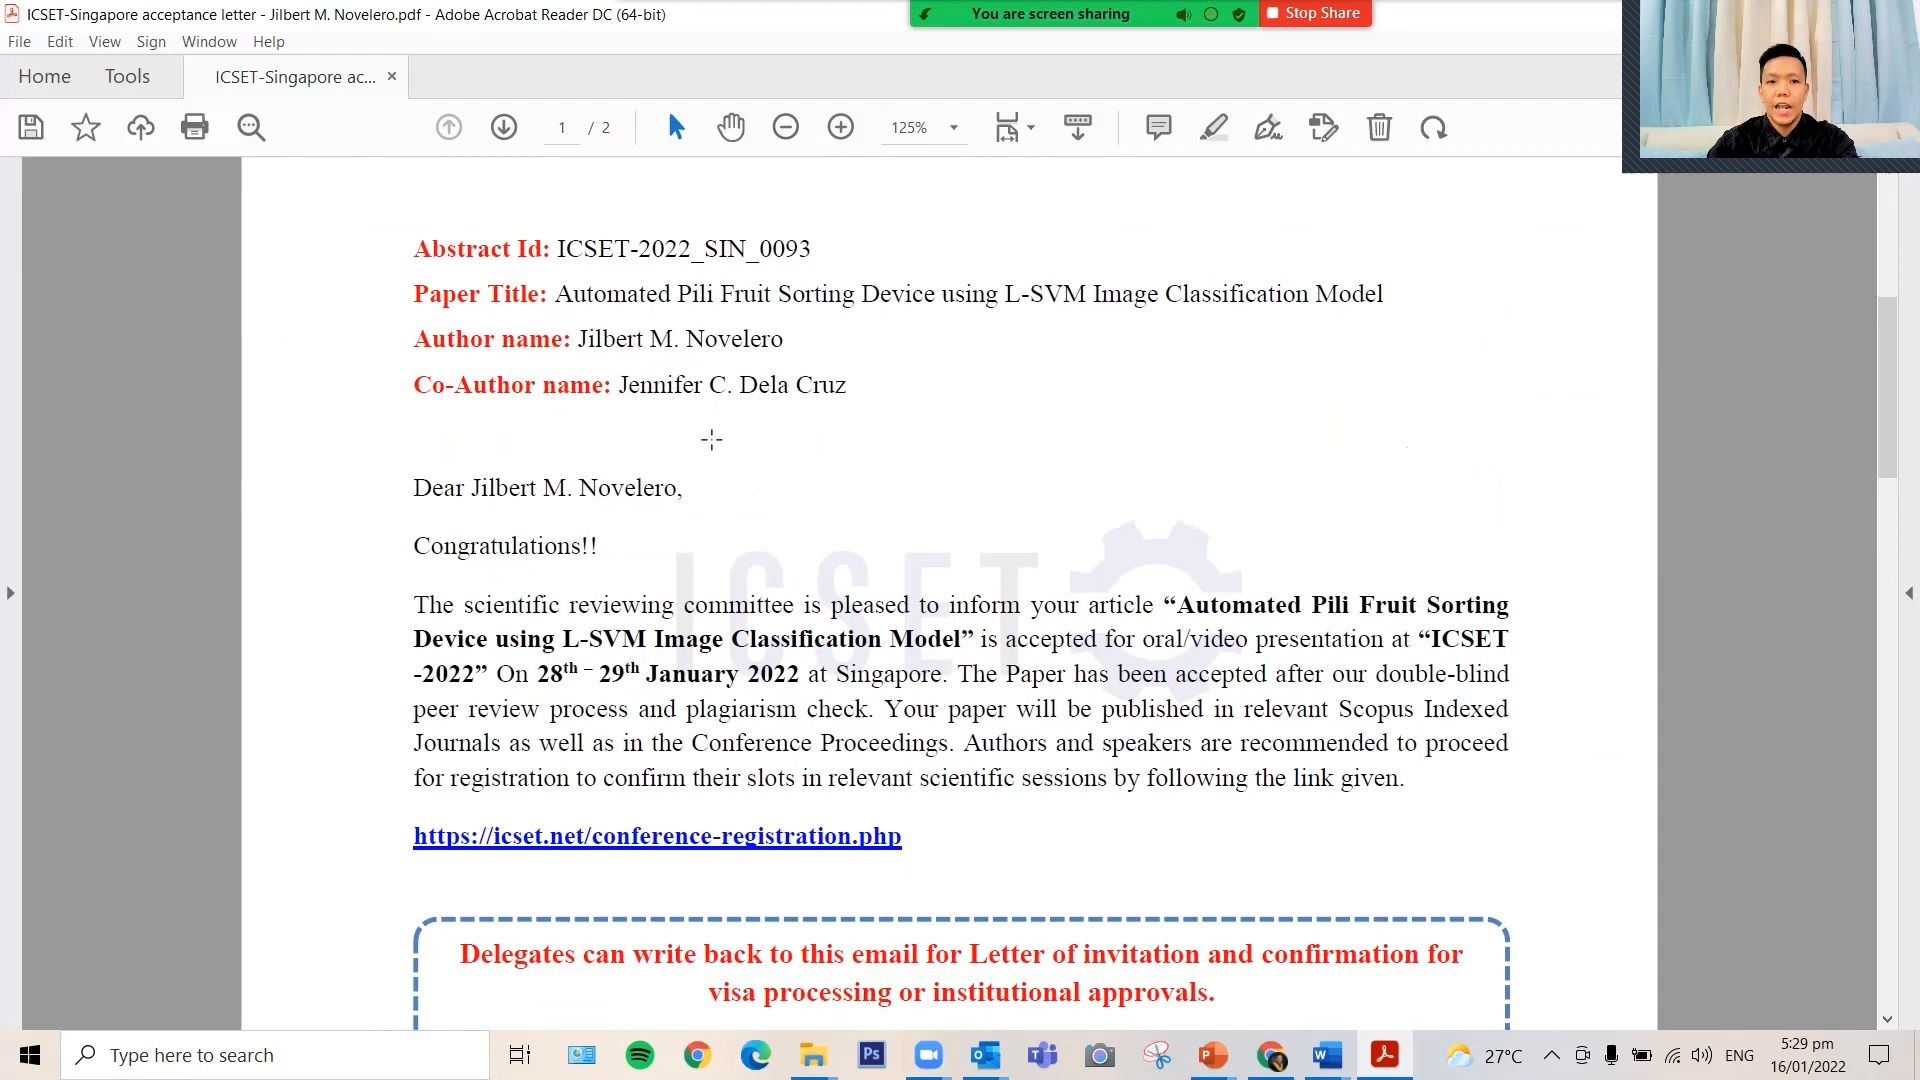 ICSET-Singapore acceptance letter - Jilbert M. Novelero.pdf - Adobe Acrobat Reader DC (64-bit)
You are screen sharing
Stop Share
File Edit View Sign Window Help
Home Tools ICSET-Singapore ac... ×
1 / 2 125%
Abstract Id: ICSET-2022_SIN_0093
Paper Title: Automated Pili Fruit Sorting Device using L-SVM Image Classification Model
Author name: Jilbert M. Novelero
Co-Author name: Jennifer C. Dela Cruz
Dear Jilbert M. Novelero,
Congratulations!!
ICSET
The scientific reviewing committee is pleased to inform your article “Automated Pili Fruit Sorting
Device using L-SVM Image Classification Model” is accepted for oral/video presentation at “ICSET
-2022” On 28th – 29th January 2022 at Singapore. The Paper has been accepted after our double-blind
peer review process and plagiarism check. Your paper will be published in relevant Scopus Indexed
Journals as well as in the Conference Proceedings. Authors and speakers are recommended to proceed
for registration to confirm their slots in relevant scientific sessions by following the link given.
https://icset.net/conference-registration.php
Delegates can write back to this email for Letter of invitation and confirmation for
visa processing or institutional approvals.
Type here to search
Ps
27°C
ENG
5:29 pm
16/01/2022